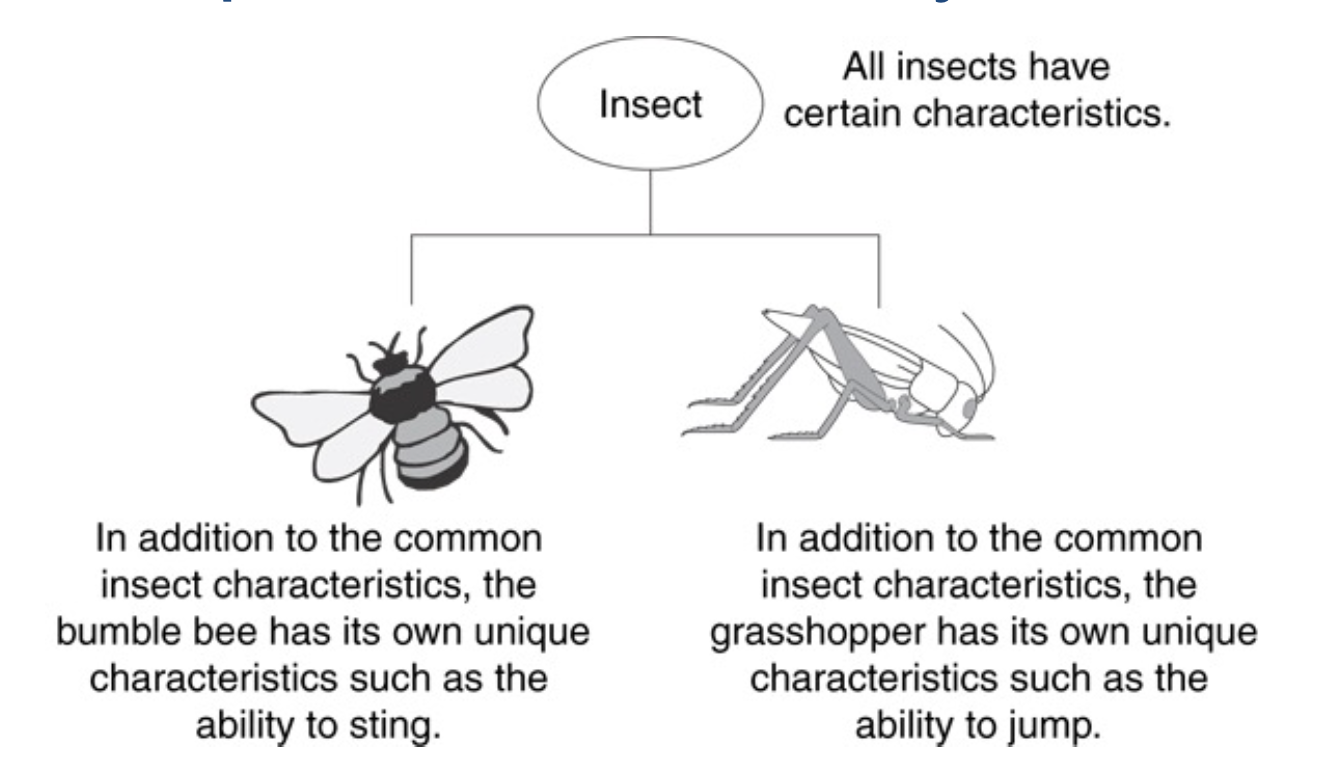 Insect
All insects have
certain characteristics.
In addition to the common
insect characteristics, the
bumble bee has its own unique
characteristics such as the
ability to sting.
In addition to the common
insect characteristics, the
grasshopper has its own unique
characteristics such as the
ability to jump.